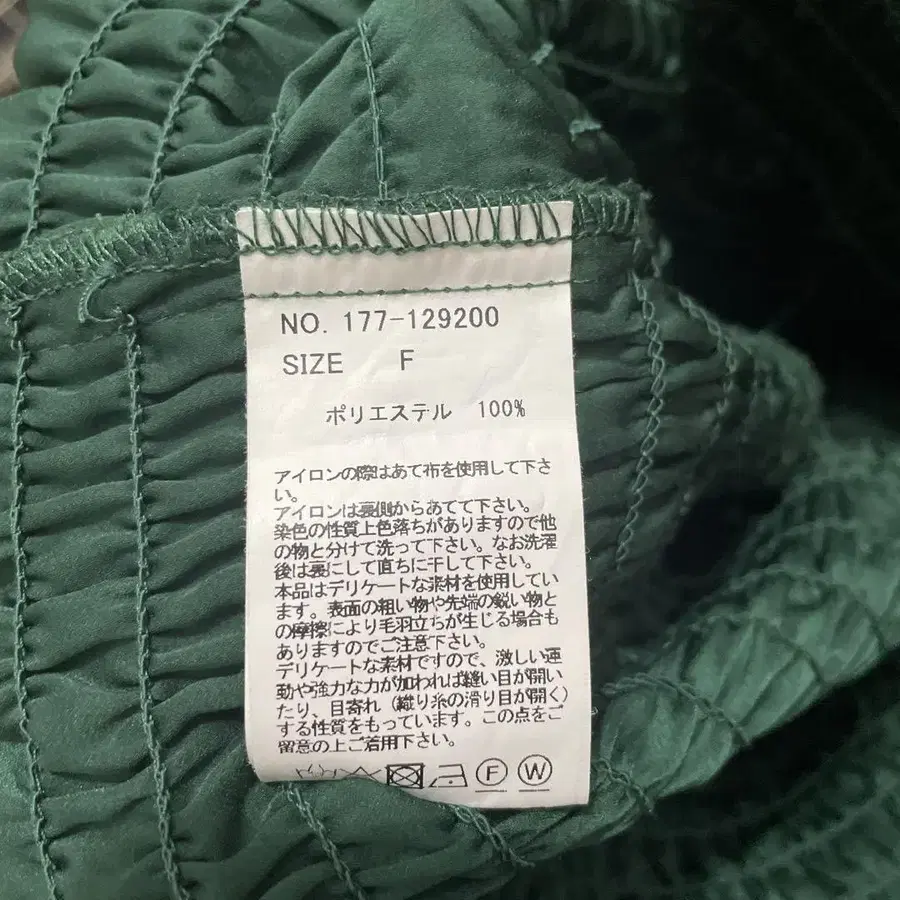 NO. 177-129200
SIZE F
ポリエステル 100%
アイロンの際はあて布を使用して下さ
い。
アイロンは裏側からあてて下さい。
染色の性質上色落ちがありますので他
の物と分けて洗って下さい。なお洗濯
後は裏にして直ちに干して下さい。
本品はデリケートな素材を使用してい
ます。表面の粗い物や先端の鋭い物と
の摩擦により毛羽立ちが生じる場合も
ありますのでご注意下さい。
デリケートな素材ですので、激しい運
動や強力な力が加われば縫い目が開い
たり、目寄れ（織り糸の滑り目が開く）
する性質をもっています。この点をご
留意の上ご着用下さい。
F W